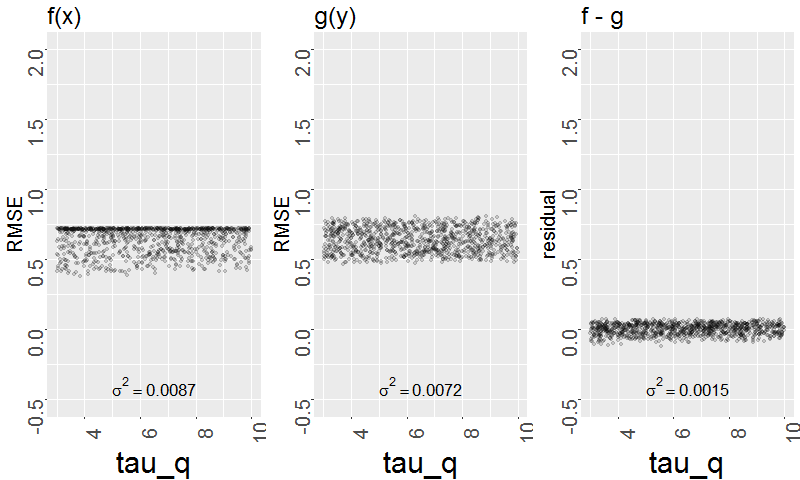 f(x)
g(y)
f - g
RMSE
-0.5 0.0 0.5 1.0 1.5 2.0
σ² = 0.0087
4 6 8 10
tau_q
RMSE
-0.5 0.0 0.5 1.0 1.5 2.0
σ² = 0.0072
4 6 8 10
tau_q
residual
-0.5 0.0 0.5 1.0 1.5 2.0
σ² = 0.0015
4 6 8 10
tau_q